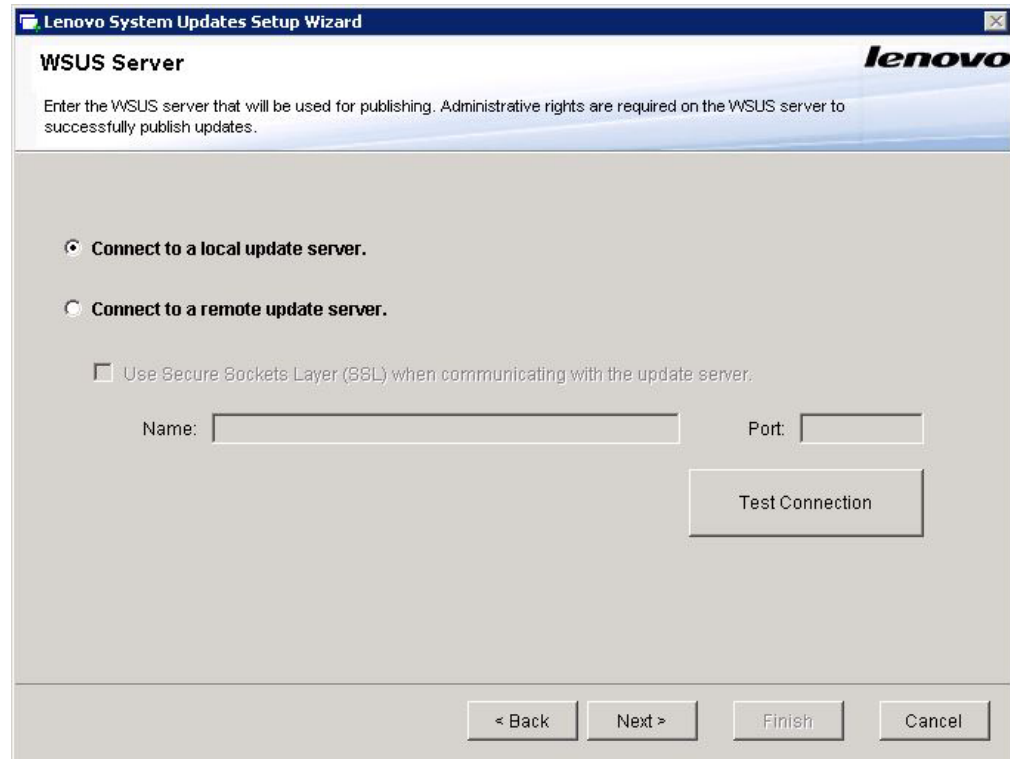 Lenovo System Updates Setup Wizard
WSUS Server
lenovo
Enter the WSUS server that will be used for publishing. Administrative rights are required on the WSUS server to
successfully publish updates.
Connect to a local update server.
Connect to a remote update server.
Use Secure Sockets Layer (SSL) when communicating with the update server.
Name: Port:
Test Connection
< Back Next > Finish Cancel